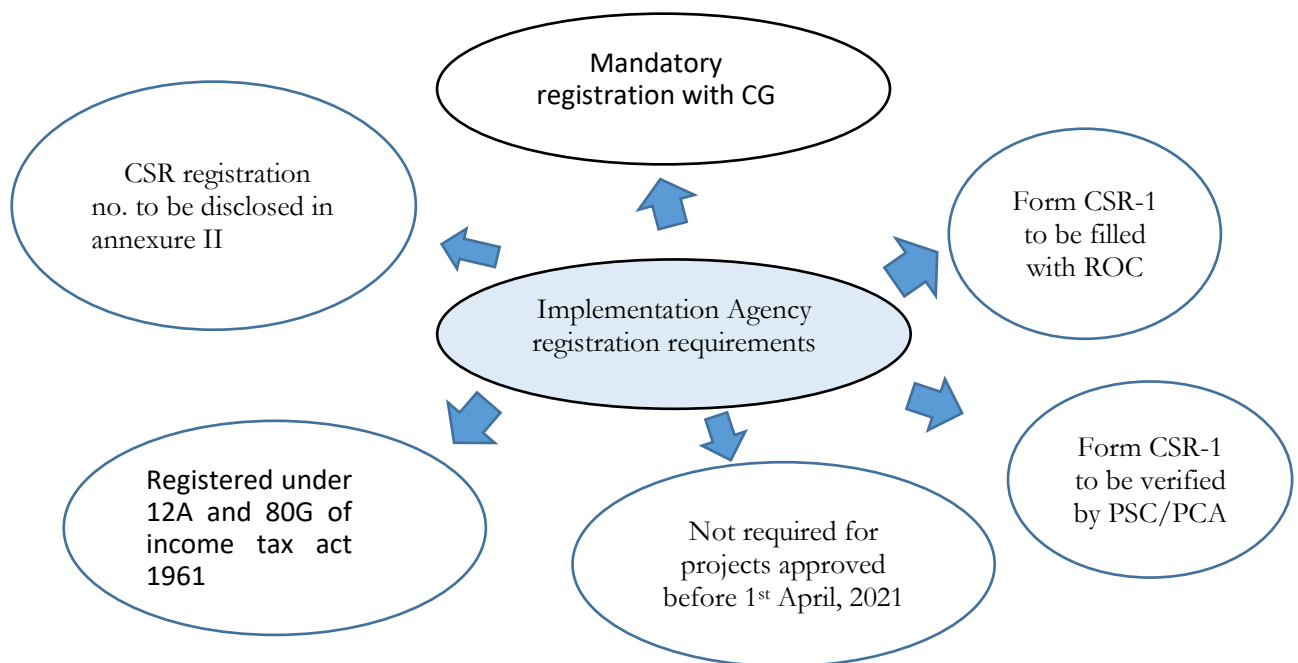 Mandatory
registration with CG
CSR registration
no. to be disclosed in
annexure II
Form CSR-1
to be filled
with ROC
Implementation Agency
registration requirements
Registered under
12A and 80G of
income tax act
1961
Not required for
projects approved
before 1st April, 2021
Form CSR-1
to be verified
by PSC/PCA